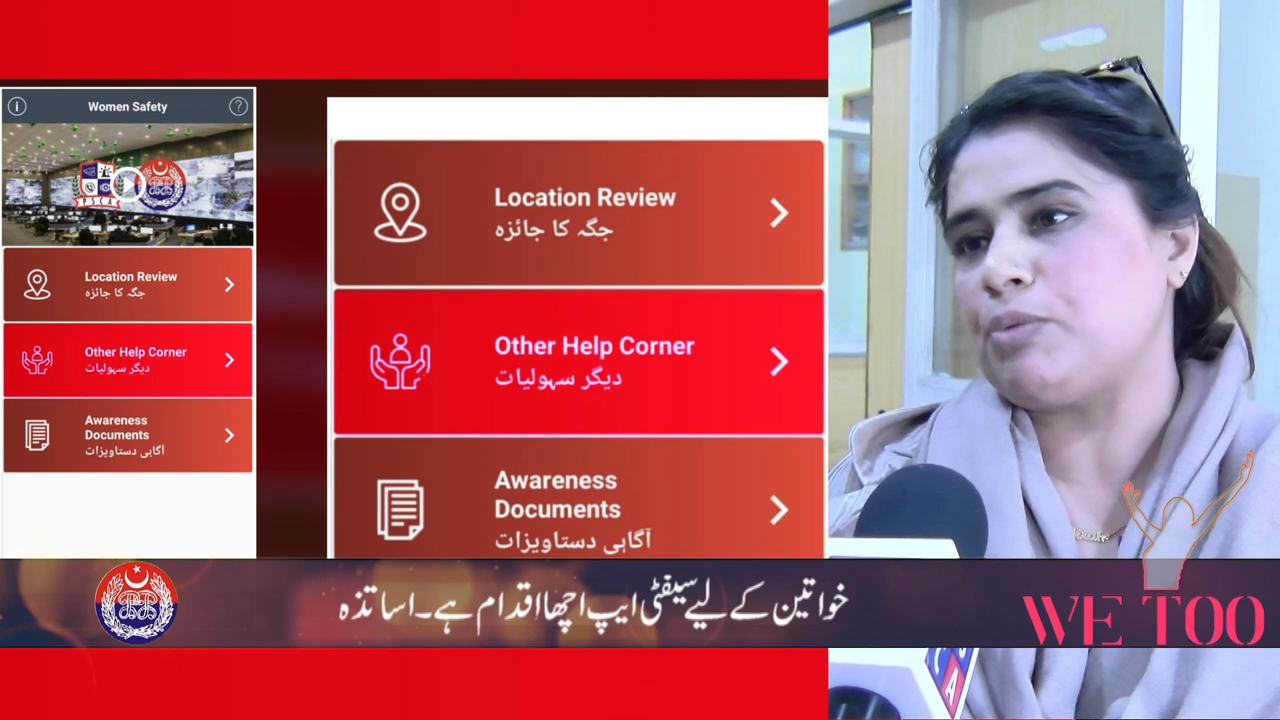 Women Safety
PSCA
Location Review
جگہ کا جائزہ
Other Help Corner
دیگر سہولیات
Awareness
Documents
آگاہی دستاویزات
Location Review
جگہ کا جائزہ
Other Help Corner
دیگر سہولیات
Awareness
Documents
آگاہی دستاویزات
خواتین کے لیے سیفٹی ایپ اچھا اقدام ہے۔ اساتذہ
WE TOO
A